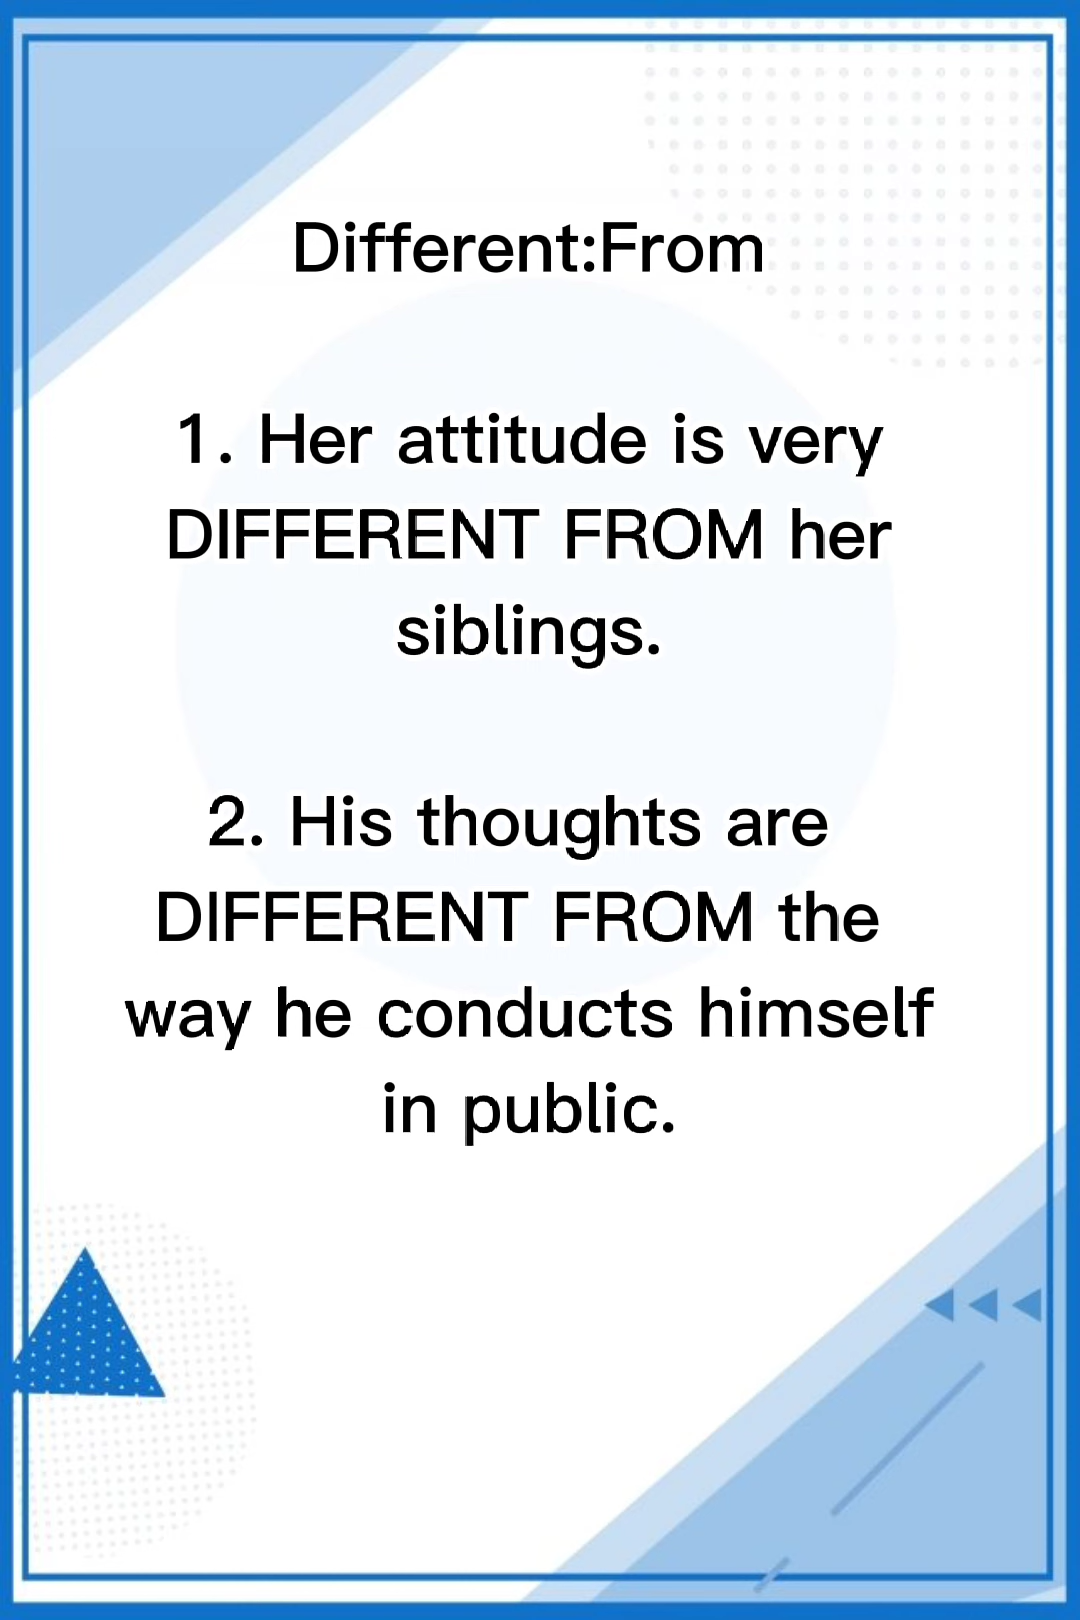 Different:From
1. Her attitude is very
DIFFERENT FROM her
siblings.
2. His thoughts are
DIFFERENT FROM the
way he conducts himself
in public.